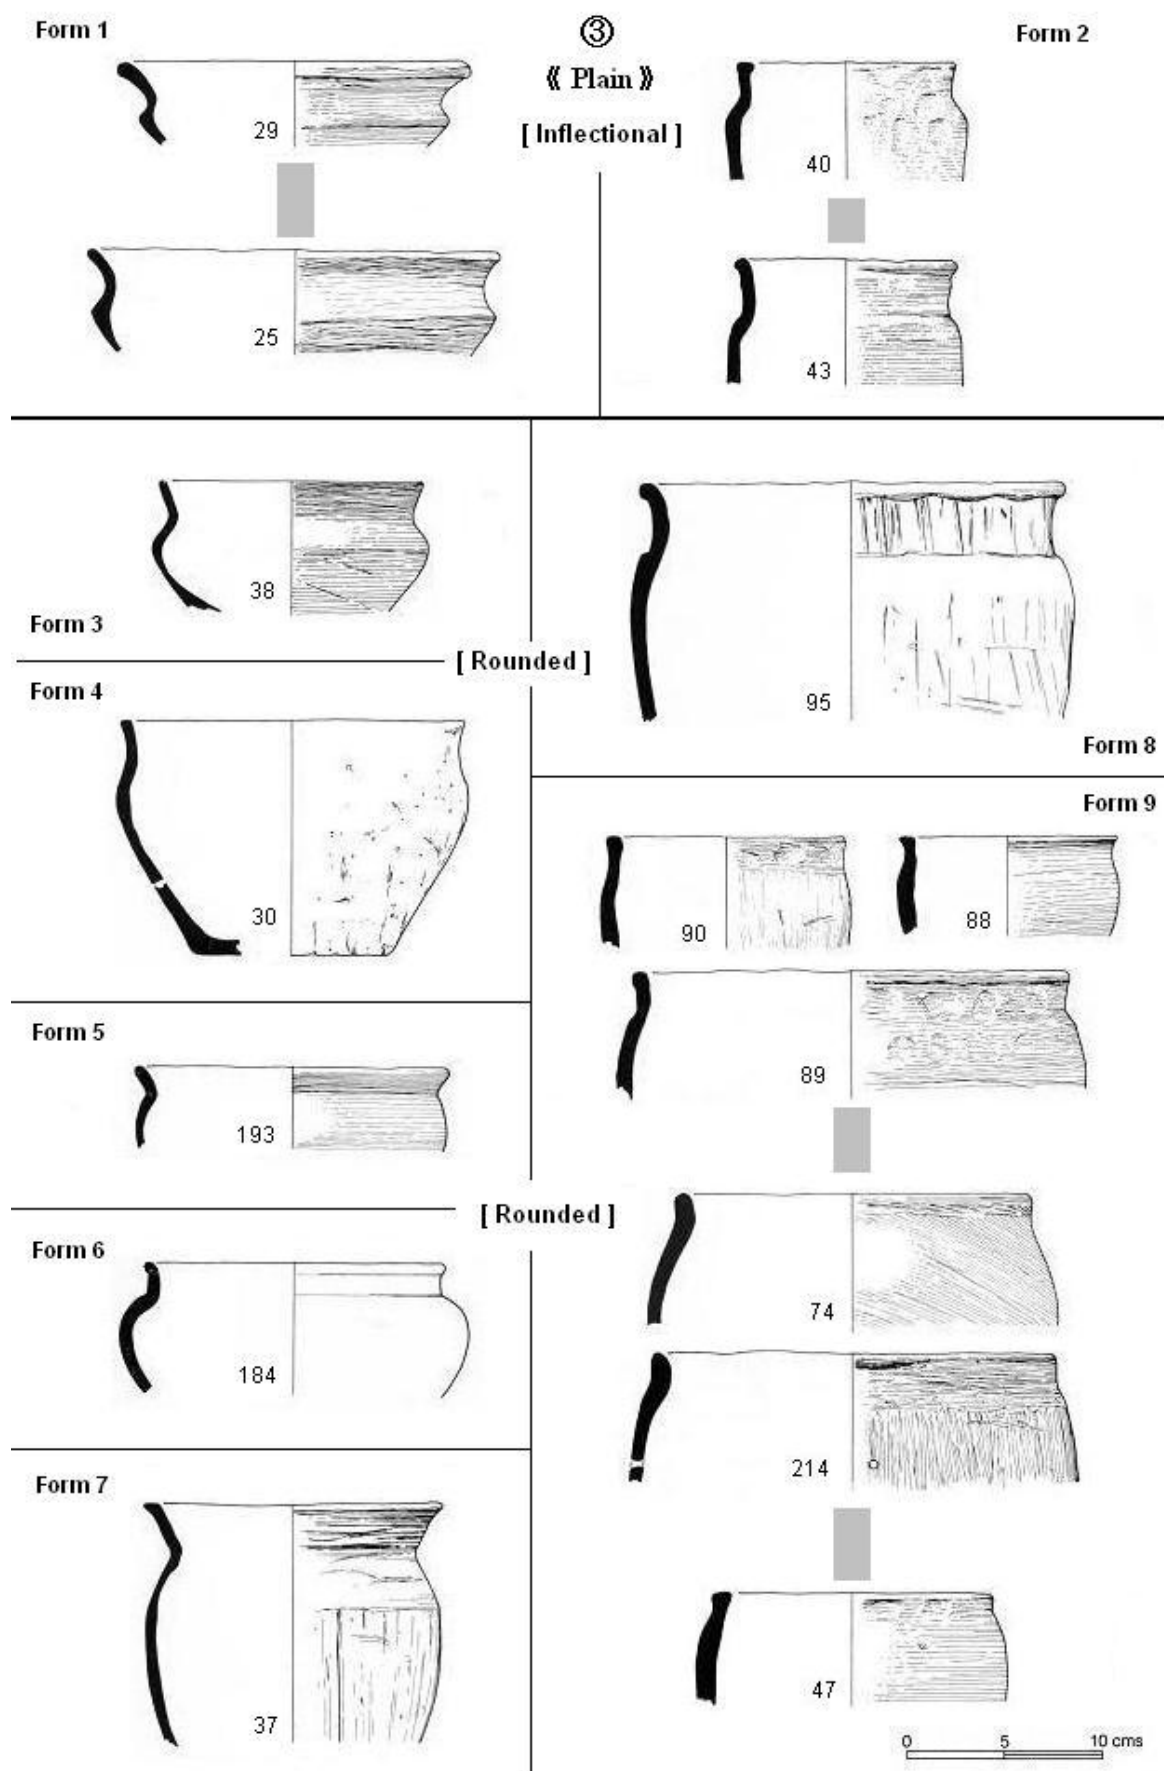 Form 1
③
Form 2
⟪ Plain ⟫
[ Inflectional ]
29
40
25
43
38
Form 3
[ Rounded ]
Form 4
95
Form 8
Form 9
30
90
88
Form 5
89
193
[ Rounded ]
Form 6
74
184
214
Form 7
47
37
0 5 10 cms